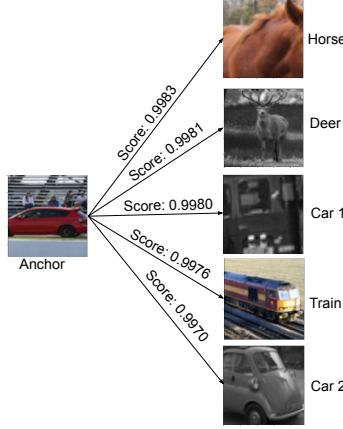 Horse
Score: 0.9983
Deer
Score: 0.9981
Car 1
Score: 0.9980
Anchor
Score: 0.9976
Train
Score: 0.9970
Car 2